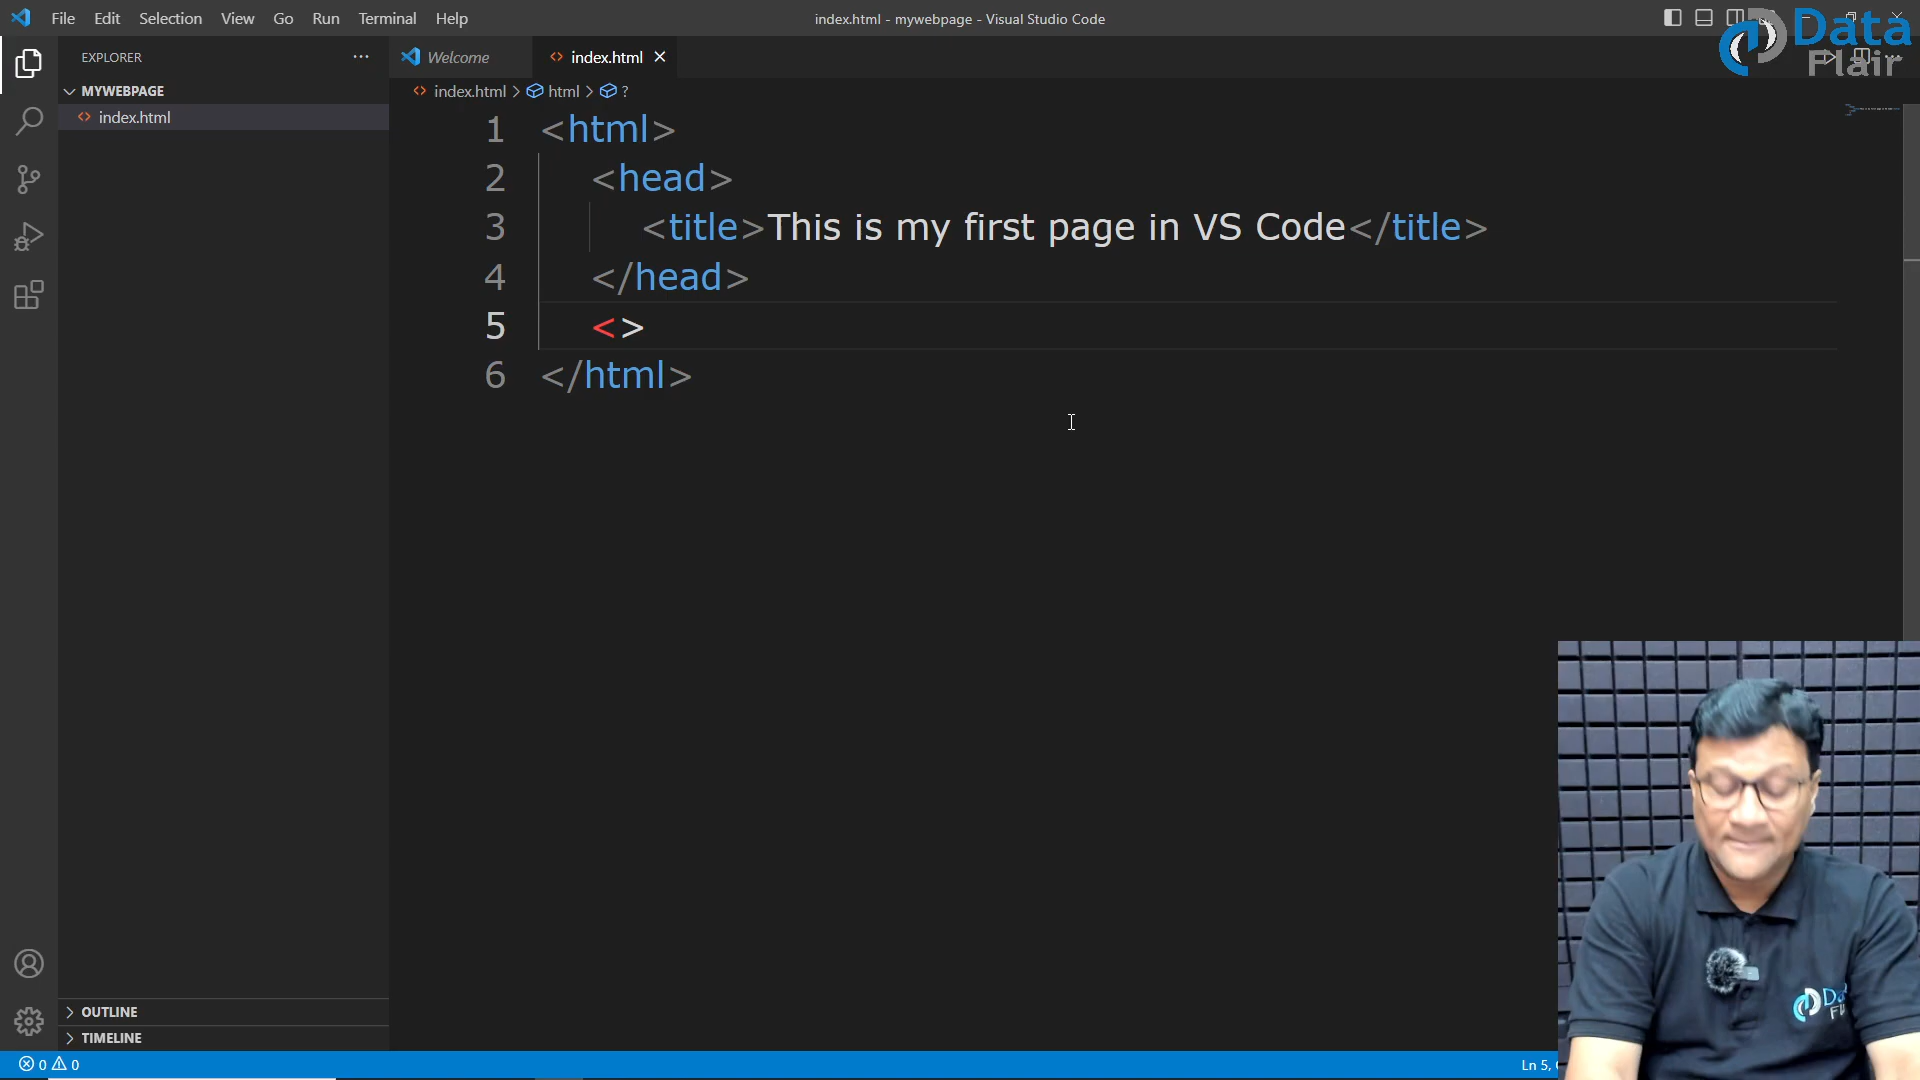 File Edit Selection View Go Run Terminal Help
index.html - mywebpage - Visual Studio Code
Data
Flair
EXPLORER
Welcome
index.html
MYWEBPAGE
index.html > html > ?
index.html
1 <html>
2 <head>
3 <title>This is my first page in VS Code</title>
4 </head>
5 <>
6 </html>
OUTLINE
TIMELINE
0 0
Ln 5,